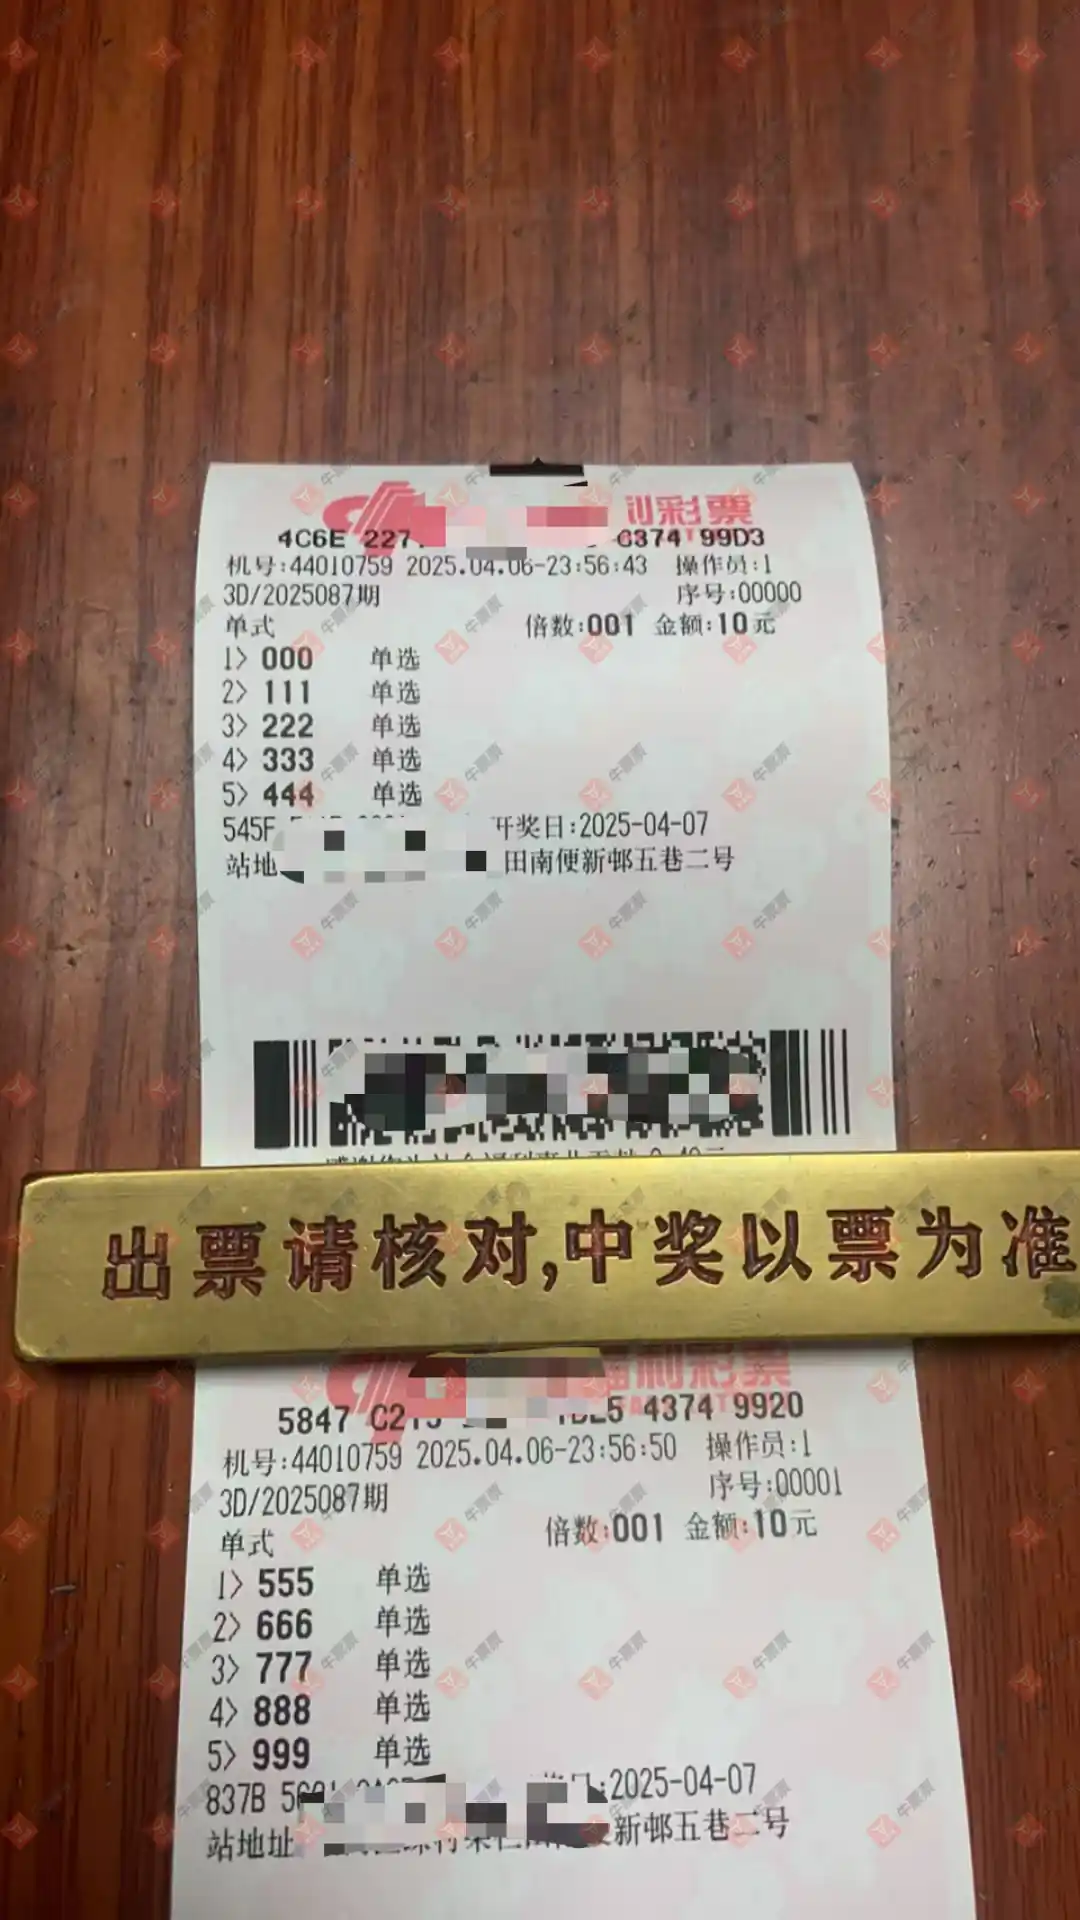 利彩票
4C6E 227 C374 99D3
机号:44010759 2025.04.06-23:56:43 操作员:1
3D/2025087期 序号:00000
单式 倍数:001 金额:10元
1> 000 单选
2> 111 单选
3> 222 单选
4> 333 单选
5> 444 单选
545F 开奖日:2025-04-07
站地 田南便新邨五巷二号
出票请核对,中奖以票为准
福利彩票
5847 C215 4374 9920
机号:44010759 2025.04.06-23:56:50 操作员:1
3D/2025087期 序号:00001
单式 倍数:001 金额:10元
1> 555 单选
2> 666 单选
3> 777 单选
4> 888 单选
5> 999 单选
837B :2025-04-07
站地址 新邨五巷二号
牛票票